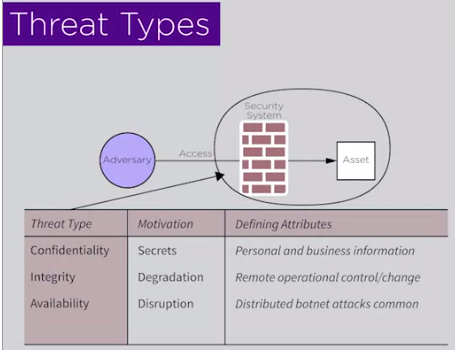 Threat Types
Security
System
Adversary
Access
Asset
Threat Type Motivation Defining Attributes
Confidentiality Secrets Personal and business information
Integrity Degradation Remote operational control/change
Availability Disruption Distributed botnet attacks common